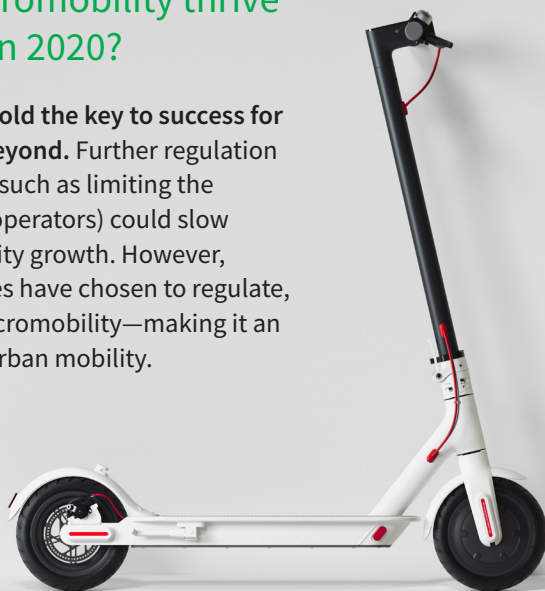 romobility thrive
n 2020?
old the key to success for
eyond. Further regulation
such as limiting the
operators) could slow
ity growth. However,
es have chosen to regulate,
cromobility—making it an
rban mobility.